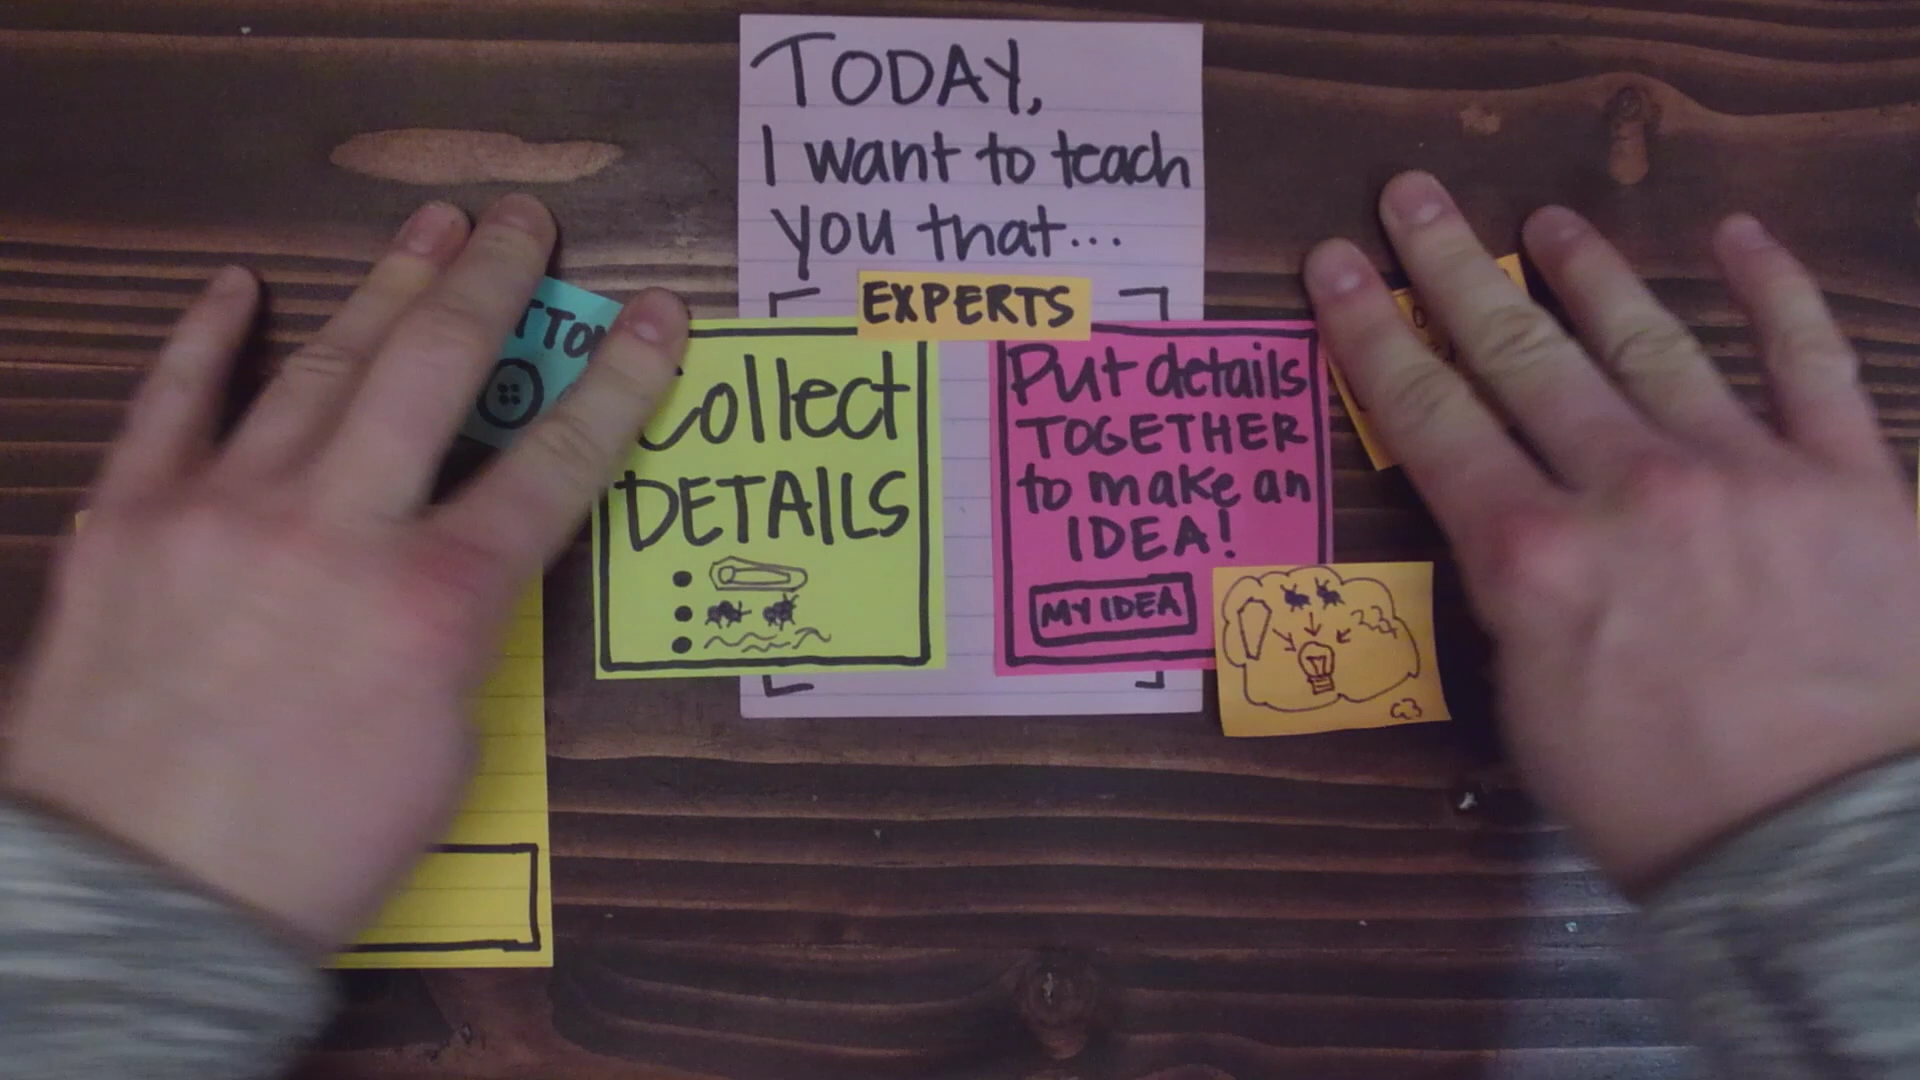 TODAY,
I want to teach
you that...
EXPERTS
Collect
DETAILS
Put details
TOGETHER
to make an
IDEA!
MY IDEA